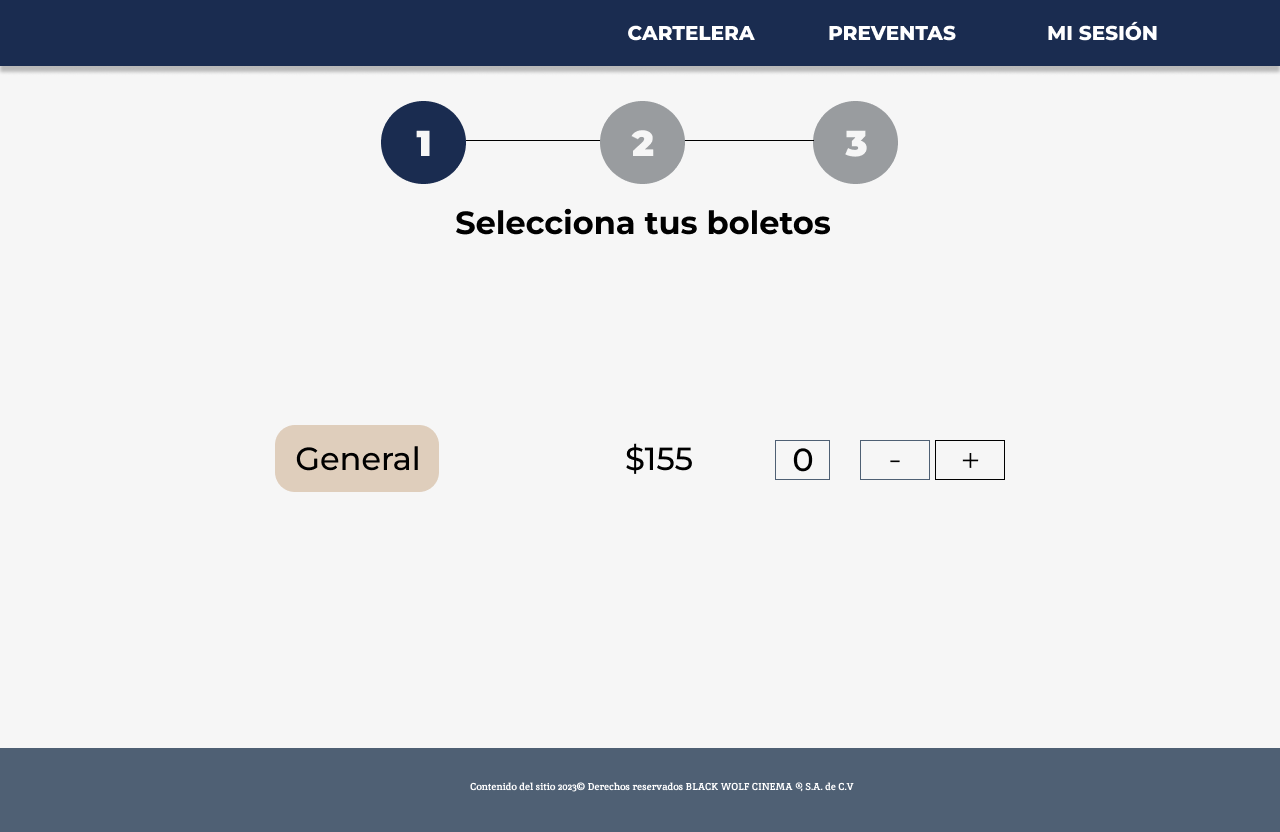 CARTELERA PREVENTAS MI SESIÓN
1 2 3
Selecciona tus boletos
General $155 0 - +
Contenido del sitio 2023© Derechos reservados BLACK WOLF CINEMA ®, S.A. de C.V